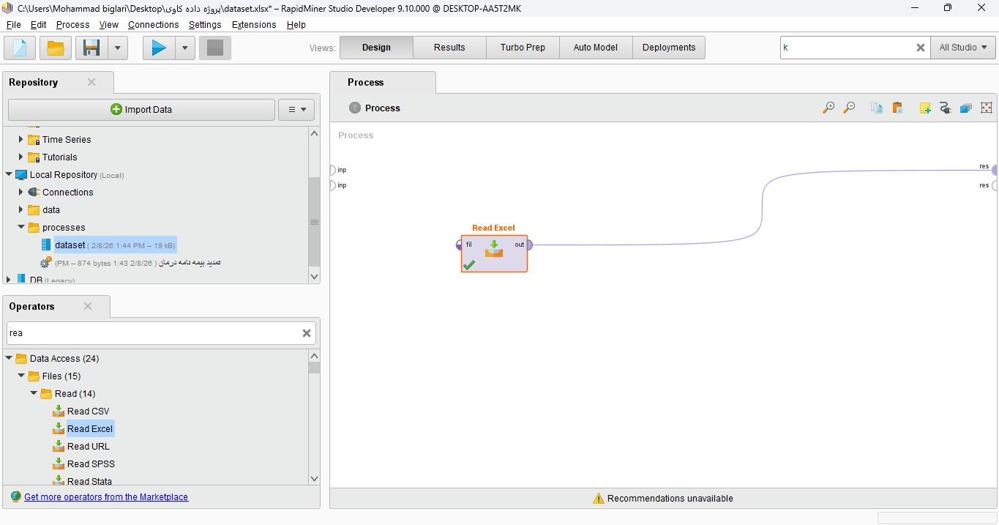 C:\Users\Mohammad biglari\Desktop\پروژه داده کاوی\dataset.xlsx* – RapidMiner Studio Developer 9.10.000 @ DESKTOP-AA5T2MK
File Edit Process View Connections Settings Extensions Help
Views: Design Results Turbo Prep Auto Model Deployments k All Studio
Repository
Import Data
Time Series
Tutorials
Local Repository (Local)
Connections
data
processes
dataset ( 2/8/26 1:44 PM – 19 kB)
تمدید بیمه نامه درمان ( 2/8/26 1:43 PM – 874 bytes)
DB (Legacy)
Operators
rea
Data Access (24)
Files (15)
Read (14)
Read CSV
Read Excel
Read URL
Read SPSS
Read Stata
Get more operators from the Marketplace
Process
Process
Process
inp
inp
res
res
Read Excel
fil out
Recommendations unavailable